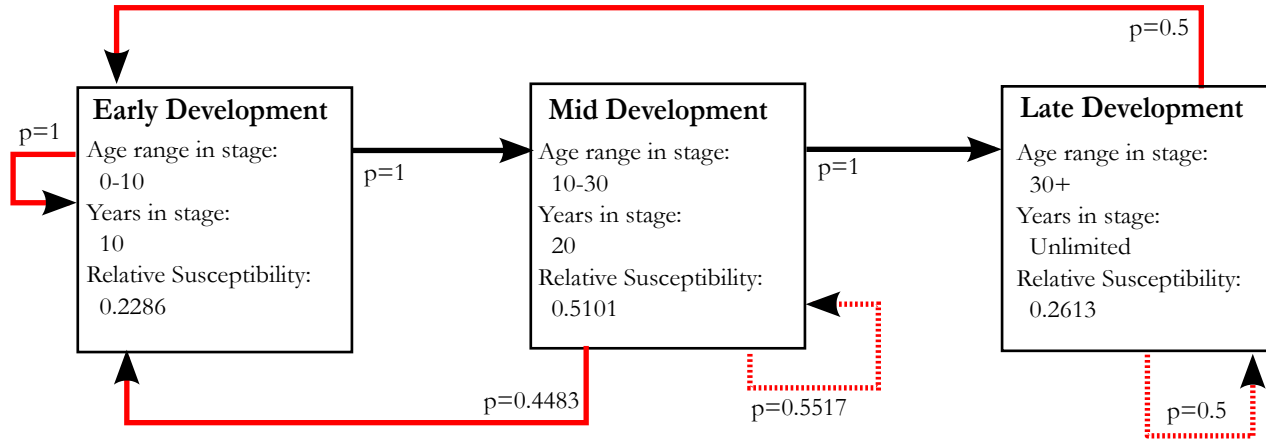 p=0.5
Early Development
Mid Development
Late Development
p=1
Age range in stage:
0-10
Years in stage:
10
Relative Susceptibility:
0.2286
p=1
Age range in stage:
10-30
Years in stage:
20
Relative Susceptibility:
0.5101
p=1
Age range in stage:
30+
Years in stage:
Unlimited
Relative Susceptibility:
0.2613
p=0.4483
p=0.5517
p=0.5